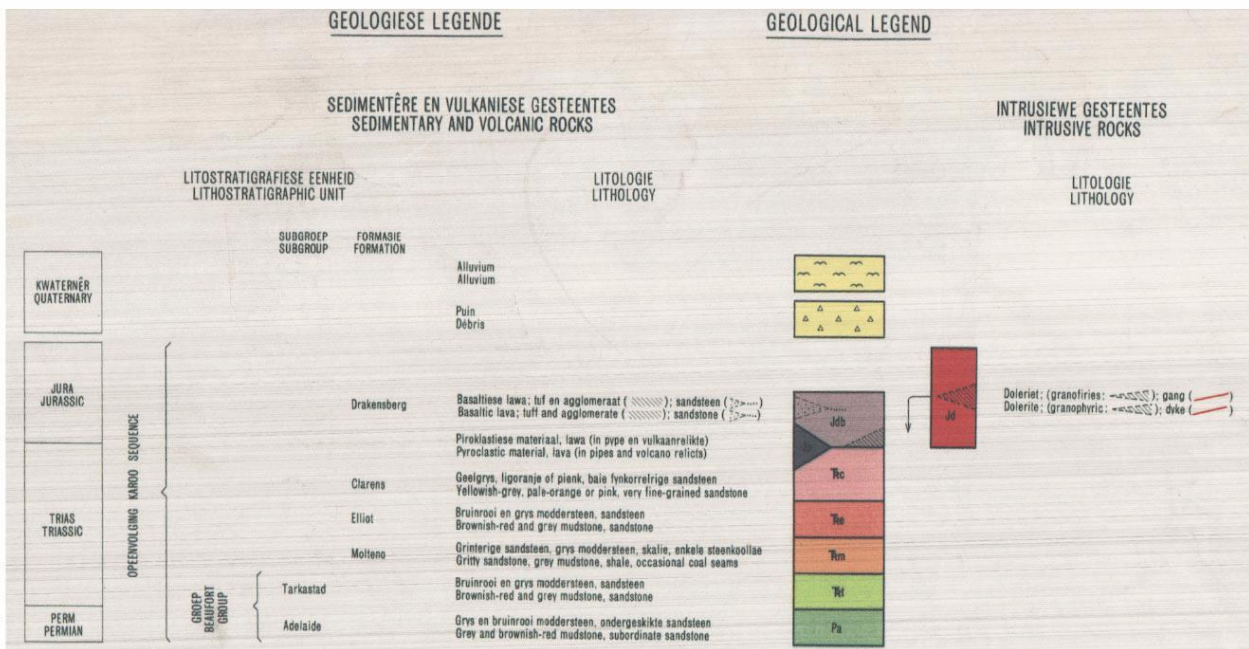 GEOLOGIESE LEGENDE
GEOLOGICAL LEGEND
SEDIMENTÊRE EN VULKANIESE GESTEENTES
SEDIMENTARY AND VOLCANIC ROCKS
INTRUSIEWE GESTEENTES
INTRUSIVE ROCKS
LITOSTRATIGRAFIESE EENHEID
LITHOSTRATIGRAPHIC UNIT
LITOLOGIE
LITHOLOGY
LITOLOGIE
LITHOLOGY
SUBGROEP
SUBGROUP
FORMASIE
FORMATION
KWATERNÊR
QUATERNARY
Alluvium
Alluvium
Puin
Débris
JURA
JURASSIC
Drakensberg
Basaltiese lawa; tuf en agglomeraat ( ); sandsteen ( )
Basaltic lava; tuff and agglomerate ( ); sandstone ( )
Jdb
Jd
Doleriet; (granofiries: ); gang ( )
Dolerite; (granophyric: ); dyke ( )
Piroklastiese materiaal, lawa (in pype en vulkaanrelikte)
Pyroclastic material, lava (in pipes and volcano relicts)
OPEENVOLGING KAROO SEQUENCE
TRIAS
TRIASSIC
Clarens
Geelgrys, ligoranje of pienk, baie fynkorrelrige sandsteen
Yellowish-grey, pale-orange or pink, very fine-grained sandstone
Ꞧc
Elliot
Bruinrooi en grys moddersteen, sandsteen
Brownish-red and grey mudstone, sandstone
Ꞧe
Molteno
Grinterige sandsteen, grys moddersteen, skalie, enkele steenkoollae
Gritty sandstone, grey mudstone, shale, occasional coal seams
Ꞧm
GROEP
BEAUFORT
GROUP
Tarkastad
Bruinrooi en grys moddersteen, sandsteen
Brownish-red and grey mudstone, sandstone
Ꞧt
PERM
PERMIAN
Adelaide
Grys en bruinrooi moddersteen, ondergeskikte sandsteen
Grey and brownish-red mudstone, subordinate sandstone
Pa